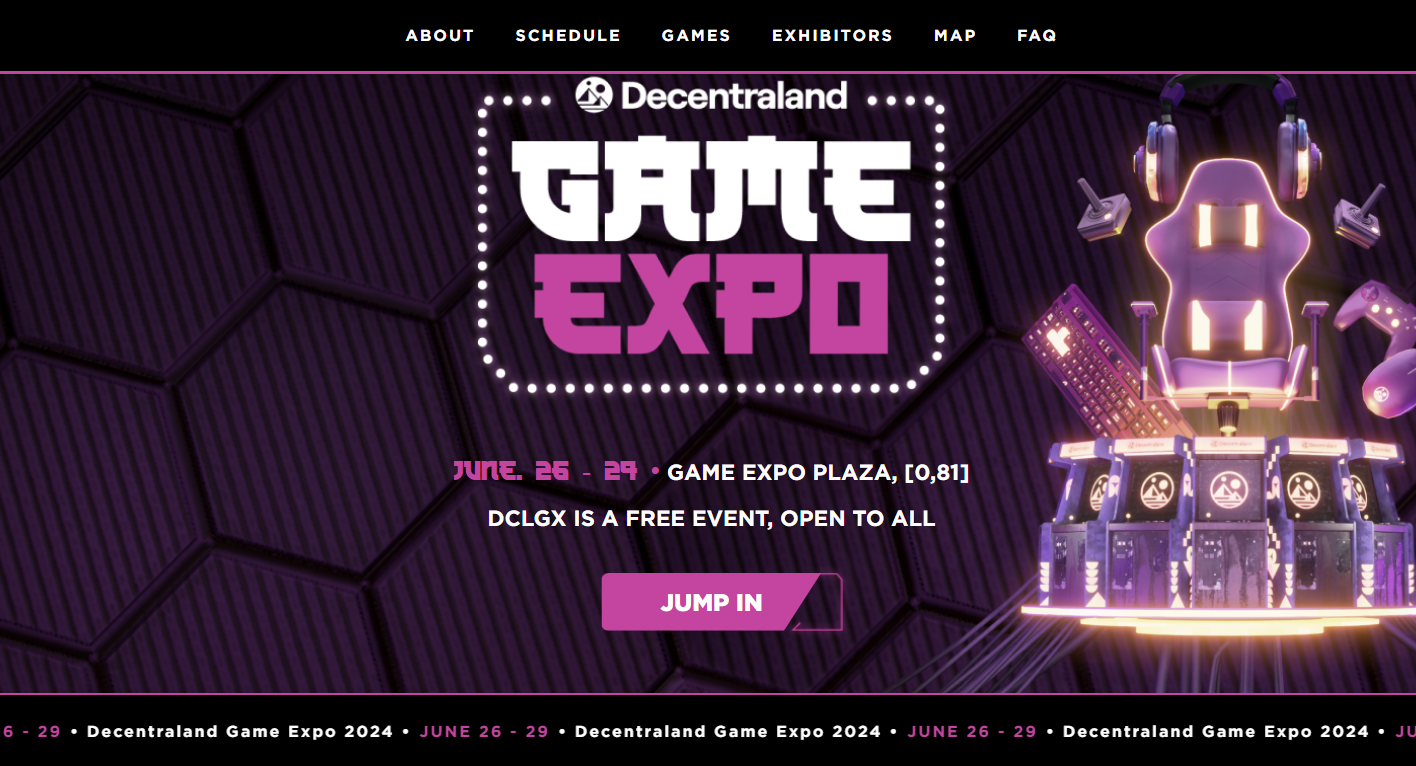 ABOUT SCHEDULE GAMES EXHIBITORS MAP FAQ
Decentraland
GAME
EXPO
JUNE. 26 - 29 • GAME EXPO PLAZA, [0,81]
DCLGX IS A FREE EVENT, OPEN TO ALL
JUMP IN
6 - 29 • Decentraland Game Expo 2024 • JUNE 26 - 29 • Decentraland Game Expo 2024 • JUNE 26 - 29 • Decentraland Game Expo 2024 • JU